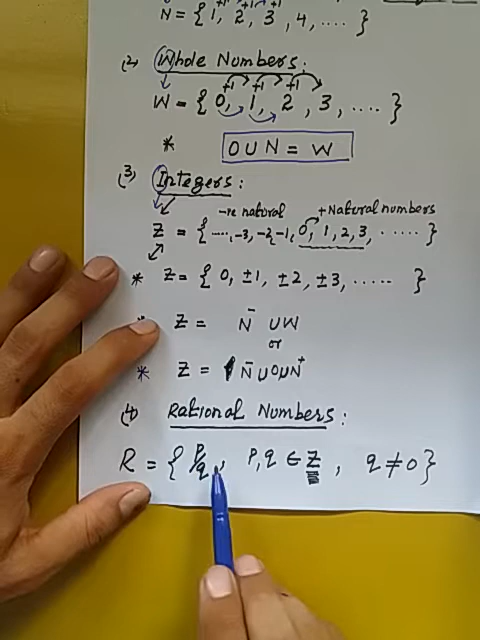 N = { 1, 2, 3, 4, .... }
+1 +1 +1
(2) Whole Numbers:
+1 +1 +1
W = { 0, 1, 2, 3, .... }
* 0 U N = W
(3) Integers:
-ve natural +Natural numbers
Z = { ....., -3, -2, -1, 0, 1, 2, 3, ..... }
* Z = { 0, ±1, ±2, ±3, ..... }
* Z = N⁻ U W
or
* Z = N⁻ U 0 U N⁺
(4) Rational Numbers:
R = { p/q, p, q ∈ Z, q ≠ 0 }